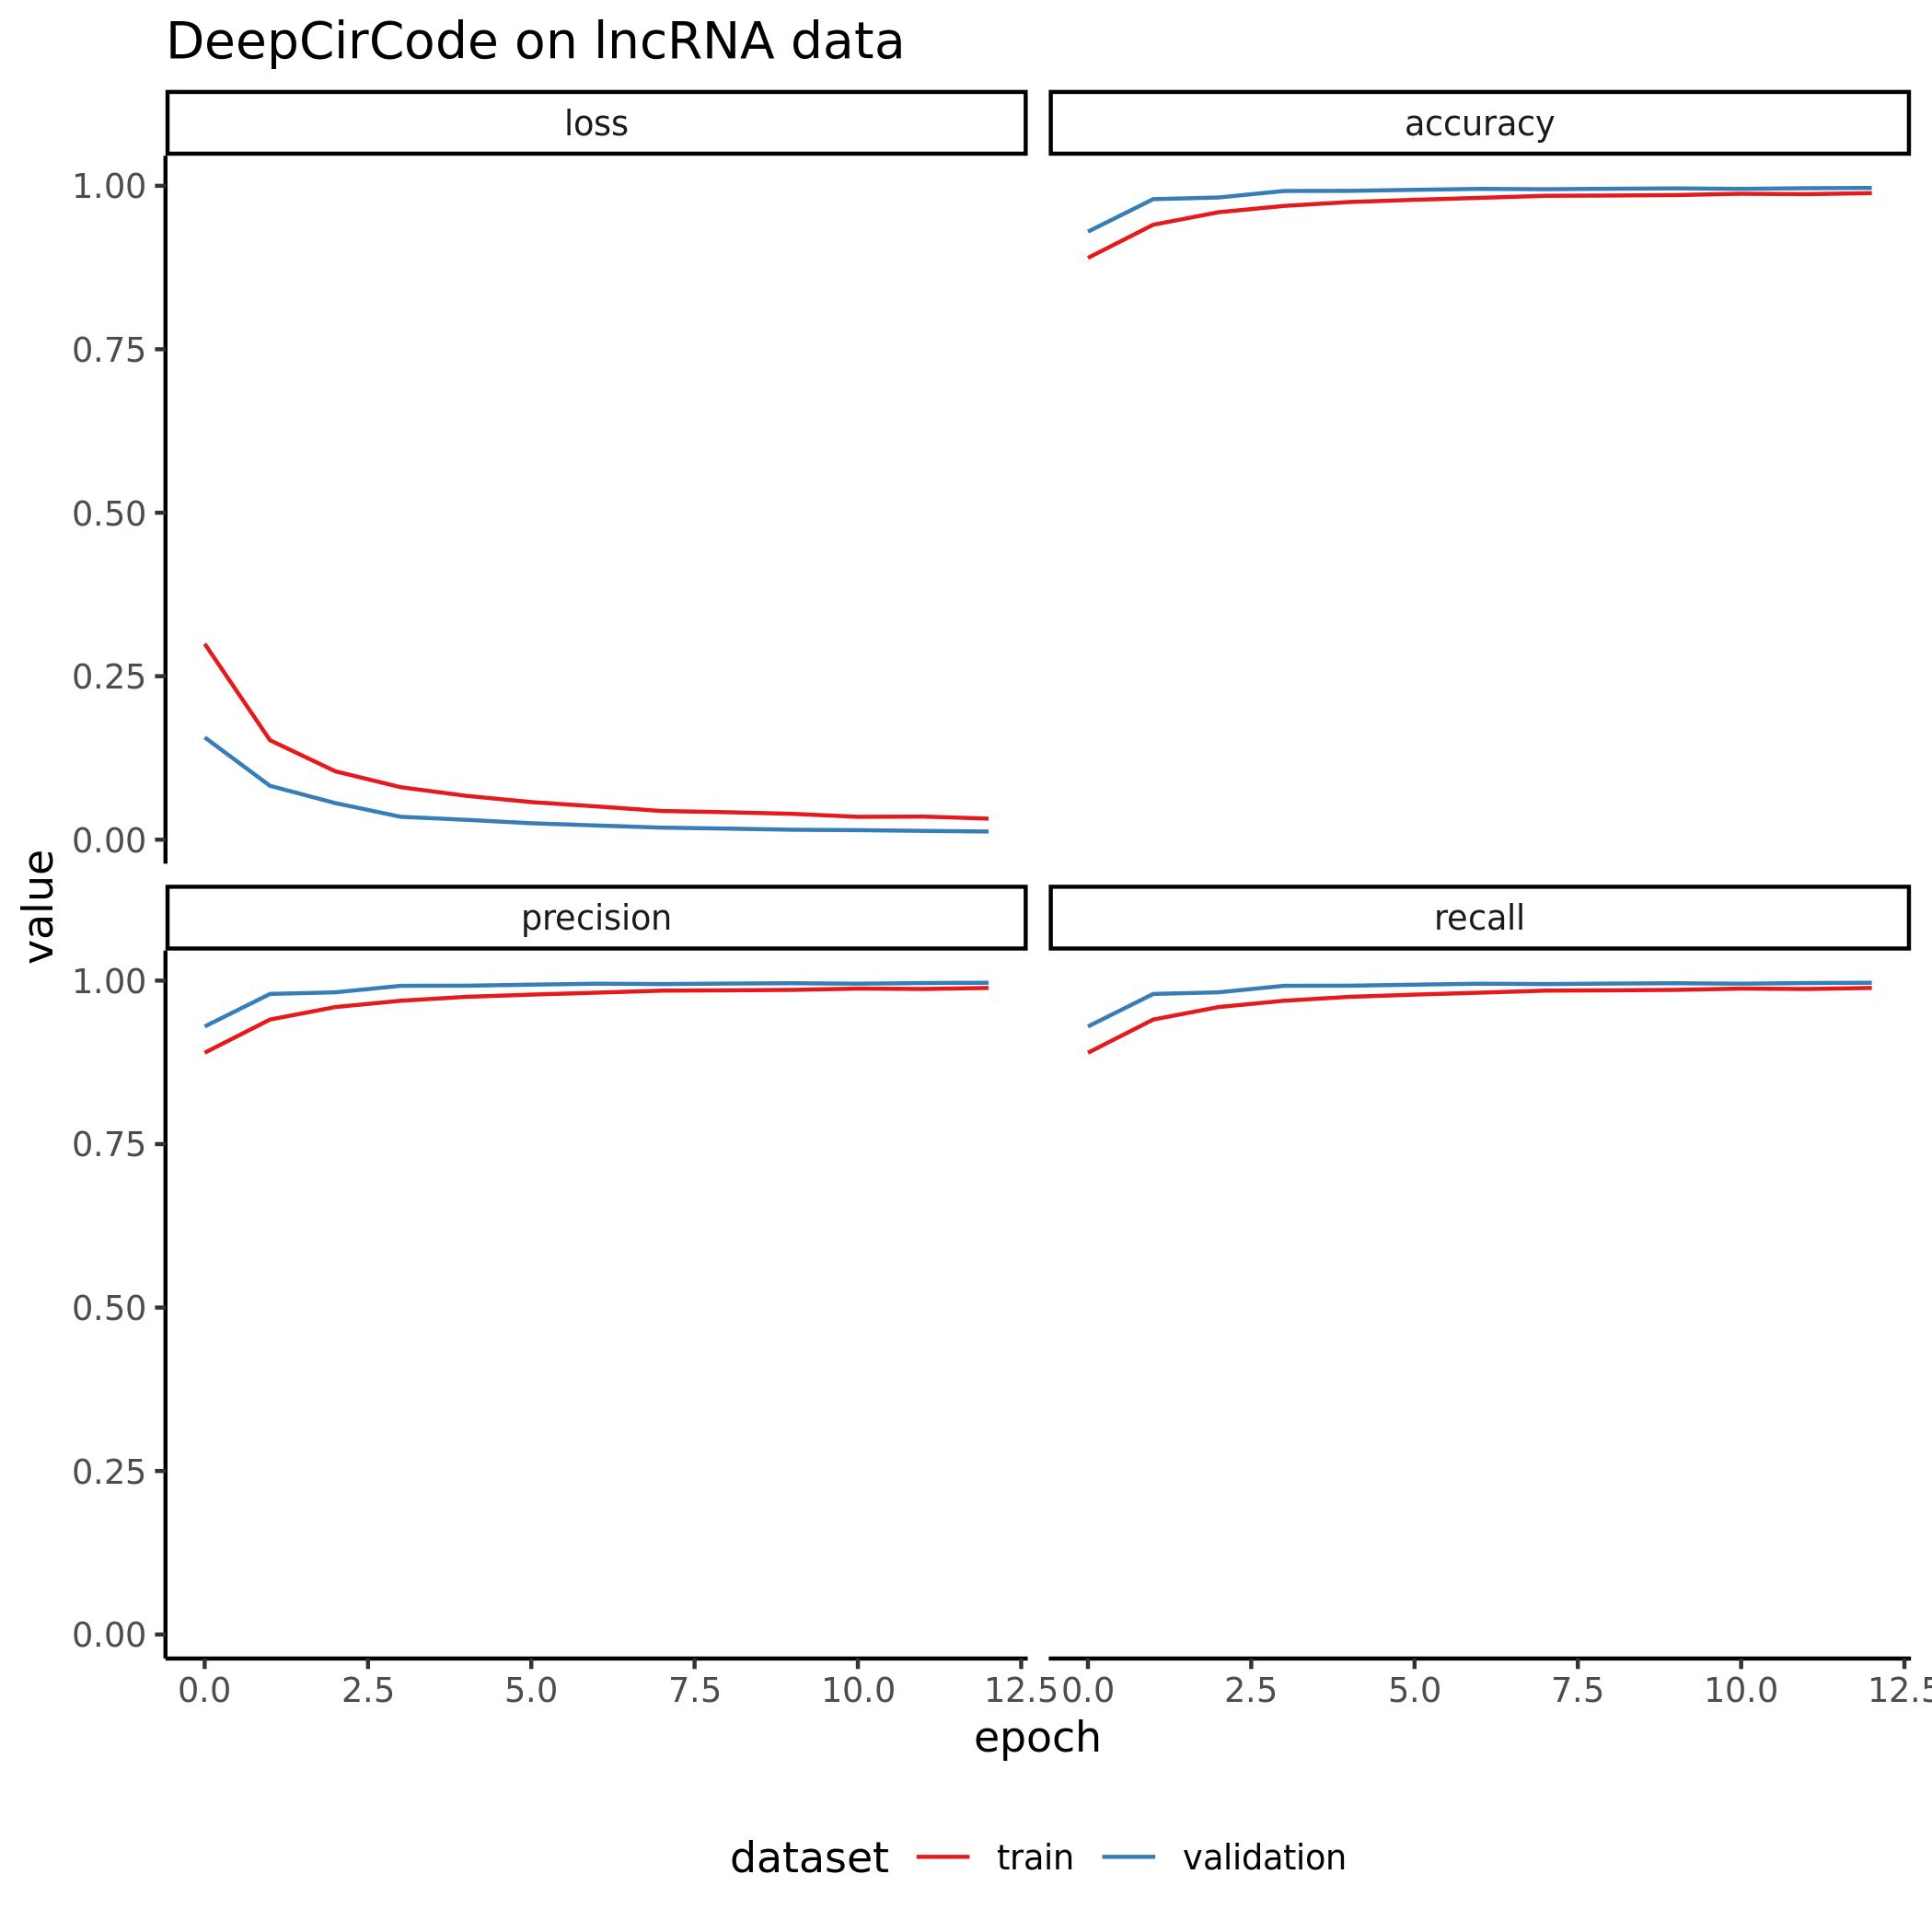 DeepCirCode on lncRNA data
loss
accuracy
1.00
0.75
0.50
0.25
0.00
value
precision
recall
1.00
0.75
0.50
0.25
0.00
0.0 2.5 5.0 7.5 10.0 12.5 0.0 2.5 5.0 7.5 10.0 12.5
epoch
dataset train validation